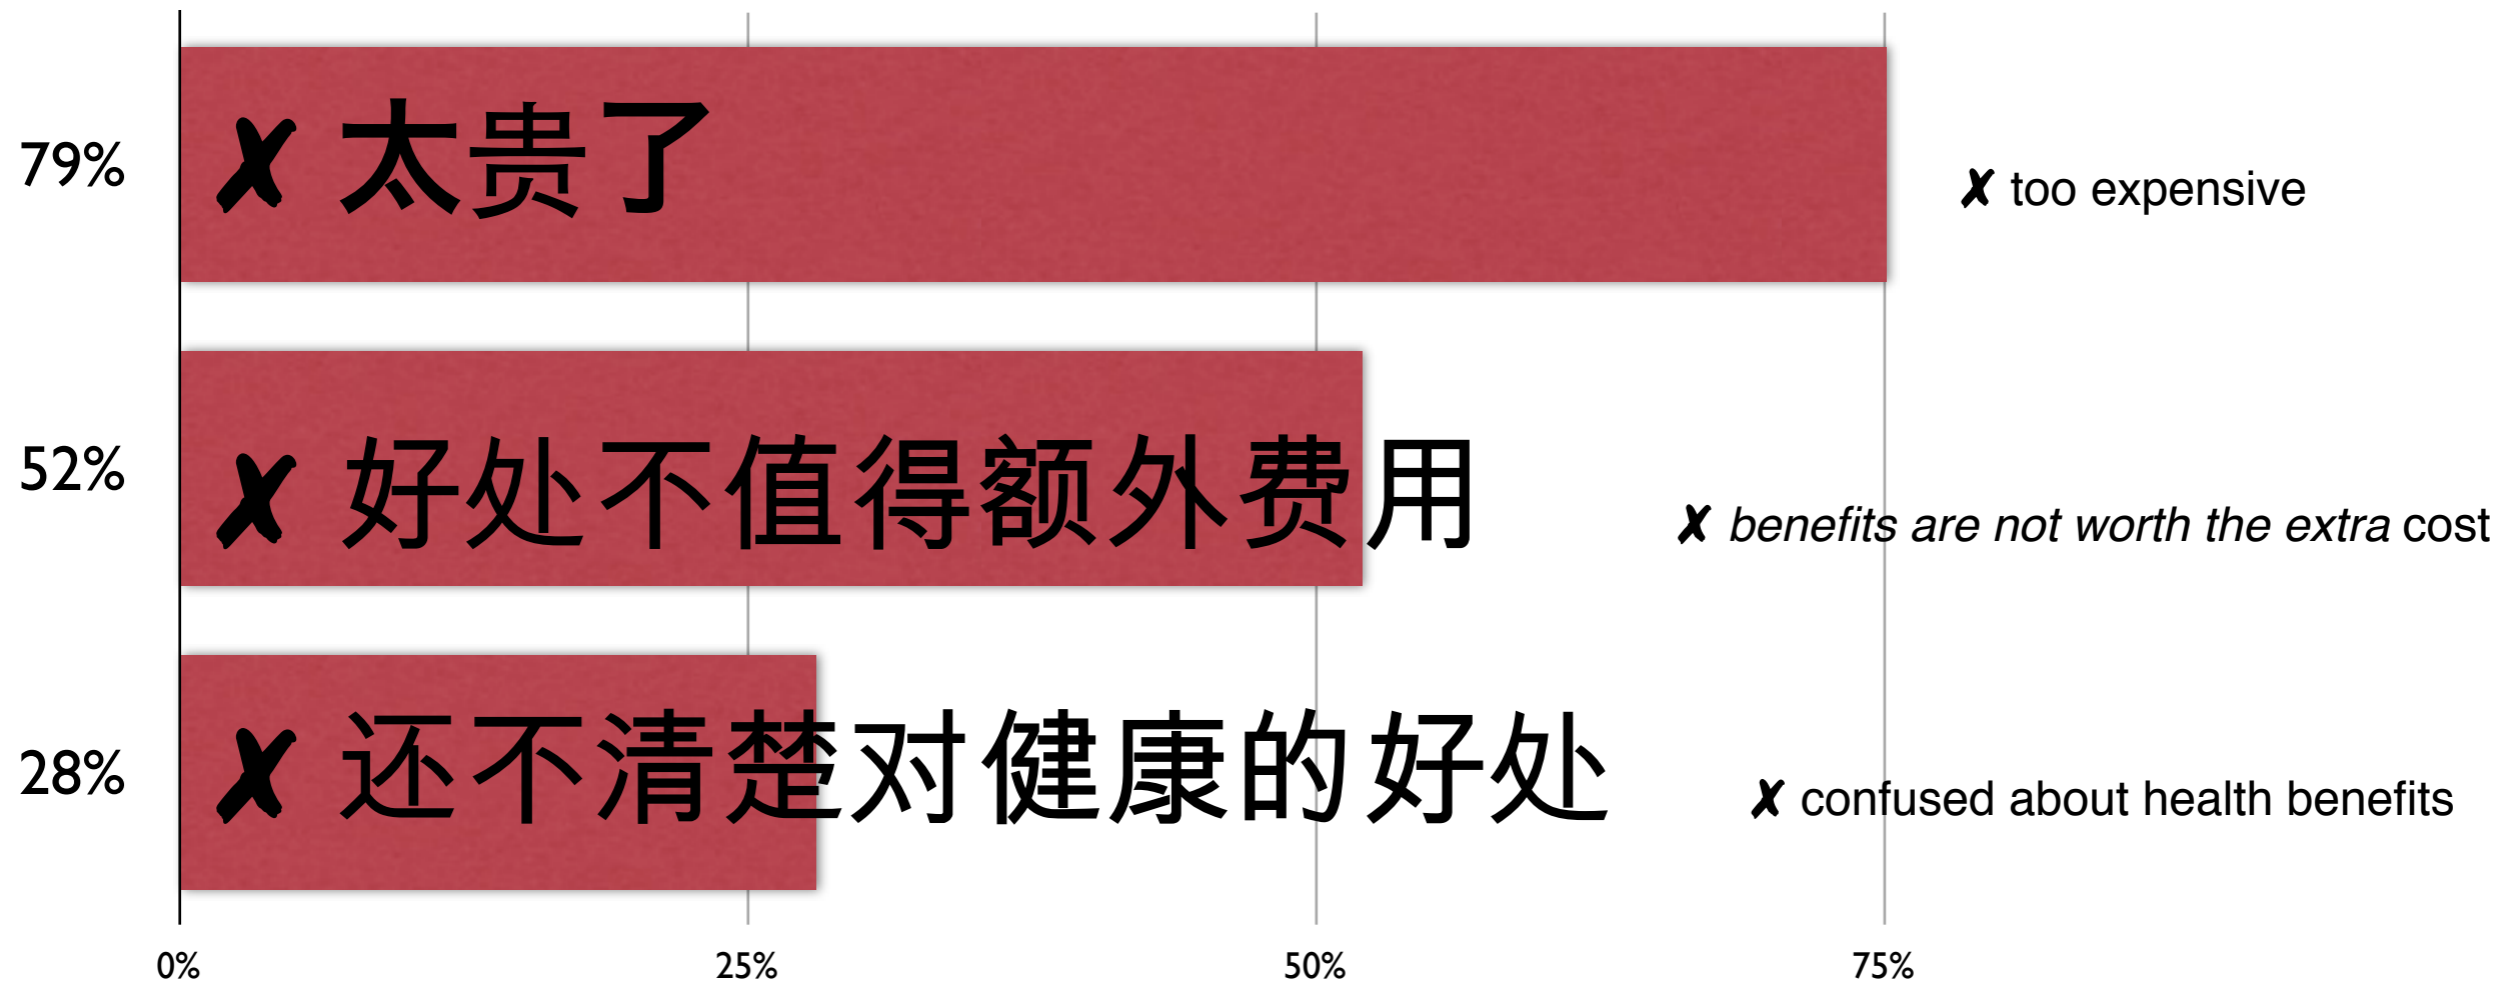 79%
✘ 太贵了
✘ too expensive
52%
✘ 好处不值得额外费用
✘ benefits are not worth the extra cost
28%
✘ 还不清楚对健康的好处
✘ confused about health benefits
0% 25% 50% 75%